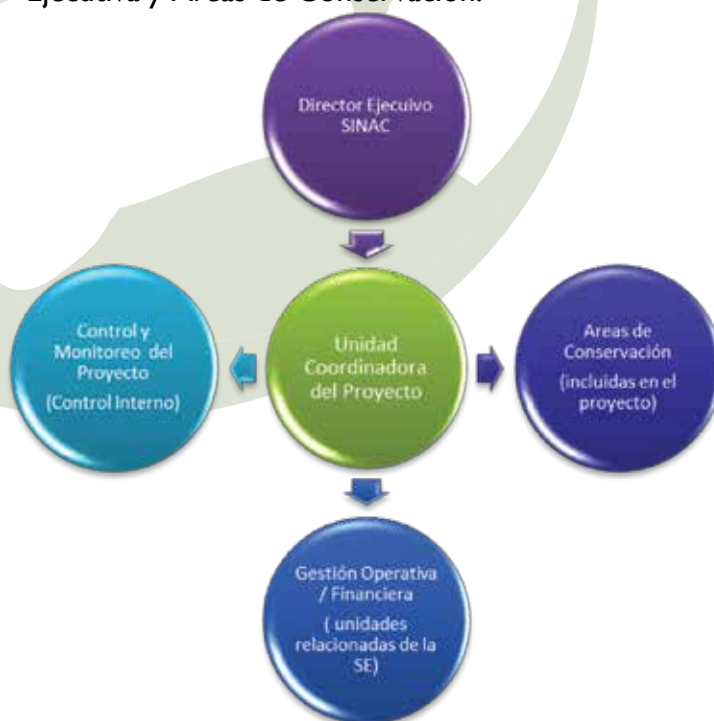 Ejecutiva y Áreas de Conservación.
Director Ejecuivo
SINAC
Control y
Monitoreo del
Proyecto
(Control Interno)
Unidad
Coordinadora
del Proyecto
Areas de
Conservación
(incluidas en el
proyecto)
Gestión Operativa
/ Financiera
( unidades
relacionadas de la
SE)